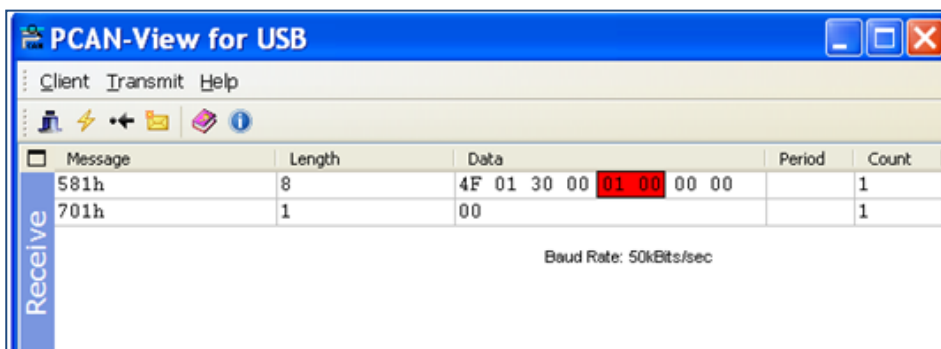 PCAN-View for USB
Client Transmit Help
Message Length Data Period Count
581h 8 4F 01 30 00 01 00 00 00 1
701h 1 00 1
Baud Rate: 50kBits/sec
Receive